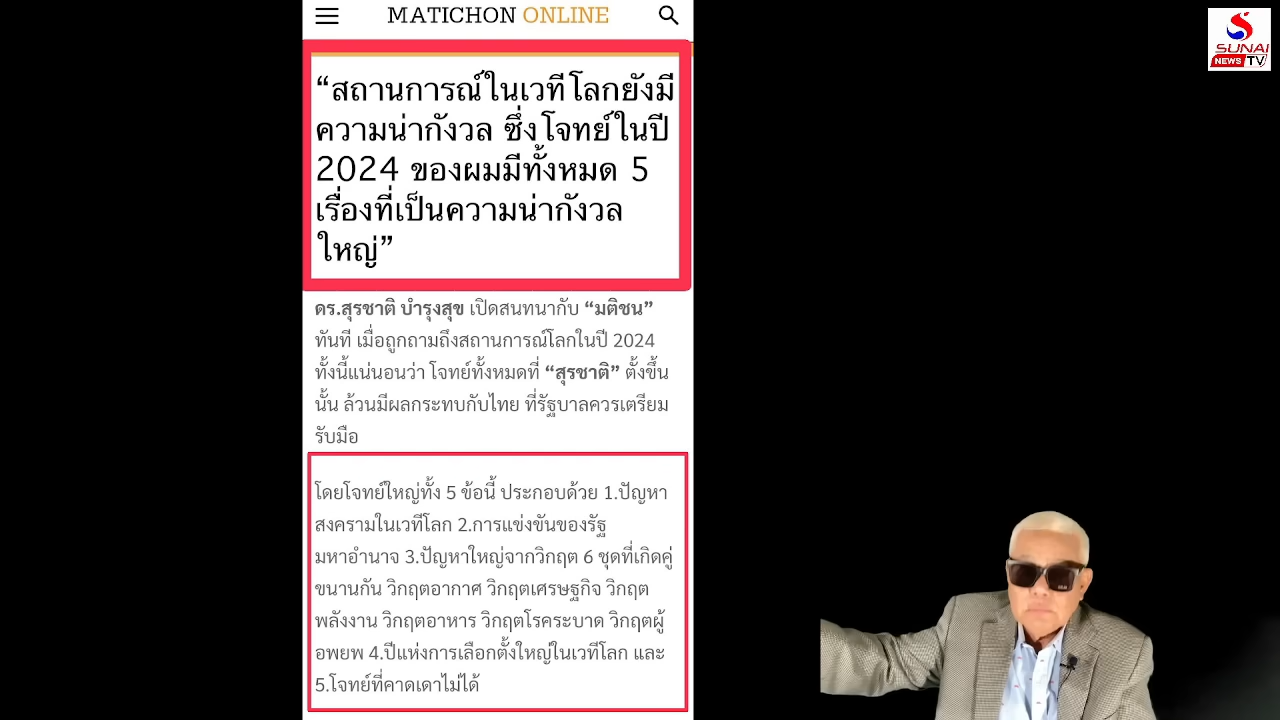 MATICHON ONLINE
SUNAI
NEWS TV
“สถานการณ์ในเวทีโลกยังมี
ความน่ากังวล ซึ่งโจทย์ในปี
2024 ของผมมีทั้งหมด 5
เรื่องที่เป็นความน่ากังวล
ใหญ่”
ดร.สุรชาติ บำรุงสุข เปิดสนทนากับ “มติชน”
ทันที เมื่อถูกถามถึงสถานการณ์โลกในปี 2024
ทั้งนี้แน่นอนว่า โจทย์ทั้งหมดที่ “สุรชาติ” ตั้งขึ้น
นั้น ล้วนมีผลกระทบกับไทย ที่รัฐบาลควรเตรียม
รับมือ
โดยโจทย์ใหญ่ทั้ง 5 ข้อนี้ ประกอบด้วย 1.ปัญหา
สงครามในเวทีโลก 2.การแข่งขันของรัฐ
มหาอำนาจ 3.ปัญหาใหญ่จากวิกฤต 6 ชุดที่เกิดคู่
ขนานกัน วิกฤตอากาศ วิกฤตเศรษฐกิจ วิกฤต
พลังงาน วิกฤตอาหาร วิกฤตโรคระบาด วิกฤตผู้
อพยพ 4.ปีแห่งการเลือกตั้งใหญ่ในเวทีโลก และ
5.โจทย์ที่คาดเดาไม่ได้